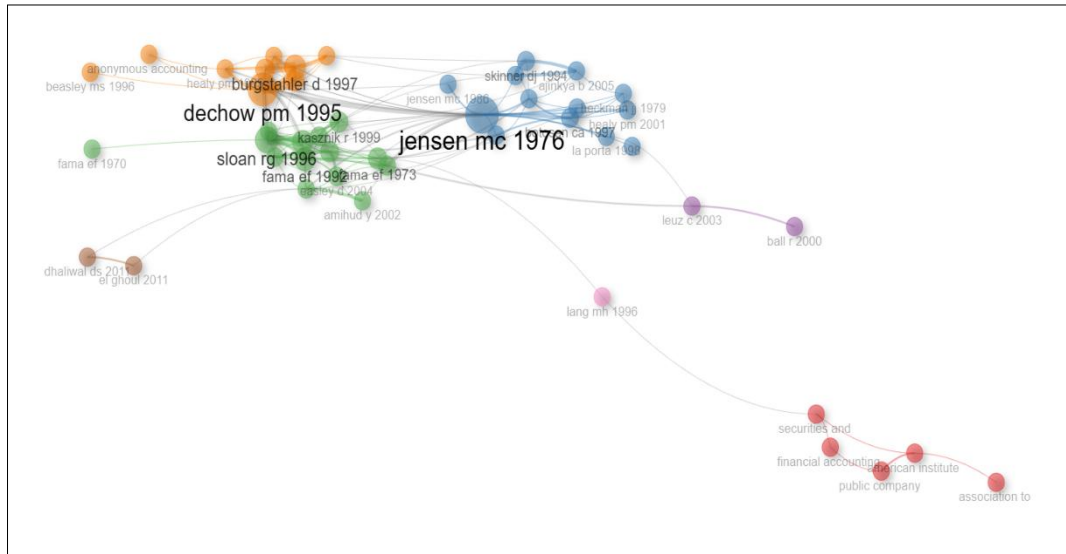 anonymous accounting
beasley ms 1996
healy pm
burgstahler d 1997
dechow pm 1995
skinner dj 1994
ajinkya b 2005
jensen mc 1986
heckman j 1979
healy pm 2001
ca 1997
jensen mc 1976
la porta 1998
kasznik r 1999
fama ef 1970
sloan rg 1996
fama ef 1992
fama ef 1973
easley d 2004
amihud y 2002
leuz c 2003
ball r 2000
dhaliwal ds 2011
el ghoul 2011
lang mh 1996
securities and
financial accounting
american institute
public company
association to